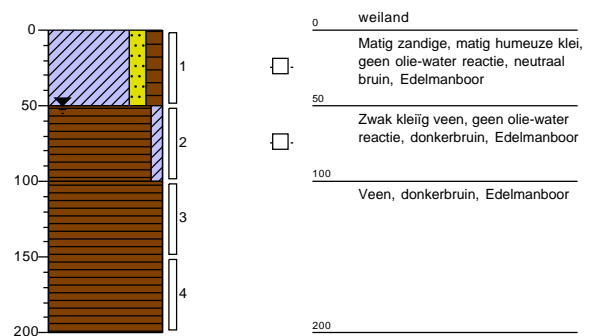 0
50
100
150
200
1
2
3
4
0
weiland
Matig zandige, matig humeuze klei,
geen olie-water reactie, neutraal
bruin, Edelmanboor
50
Zwak kleiïg veen, geen olie-water
reactie, donkerbruin, Edelmanboor
100
Veen, donkerbruin, Edelmanboor
200